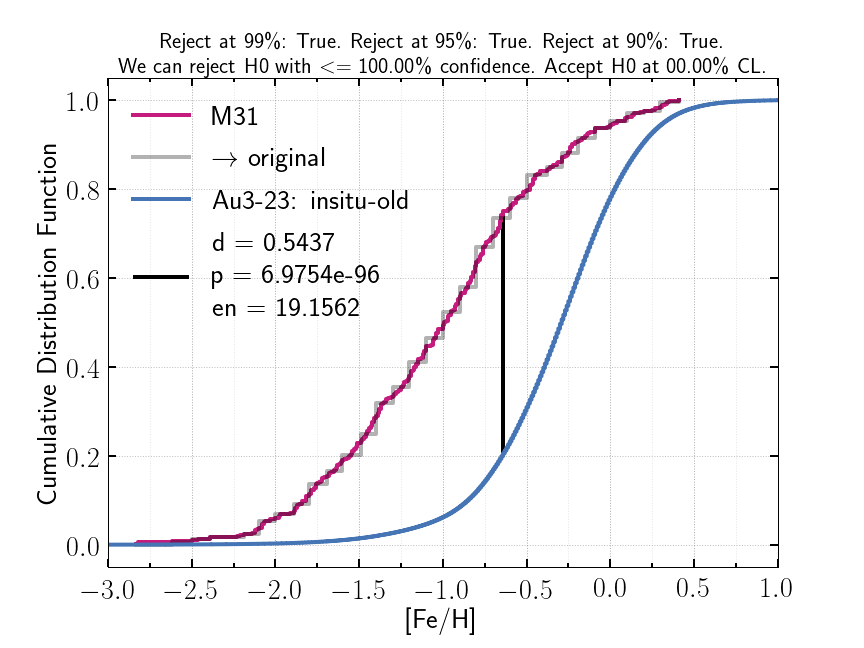 Reject at 99%: True. Reject at 95%: True. Reject at 90%: True.
We can reject H0 with <= 100.00% confidence. Accept H0 at 00.00% CL.
Cumulative Distribution Function
1.0
0.8
0.6
0.4
0.2
0.0
M31
→ original
Au3-23: insitu-old
d = 0.5437
p = 6.9754e-96
en = 19.1562
−3.0 −2.5 −2.0 −1.5 −1.0 −0.5 0.0 0.5 1.0
[Fe/H]